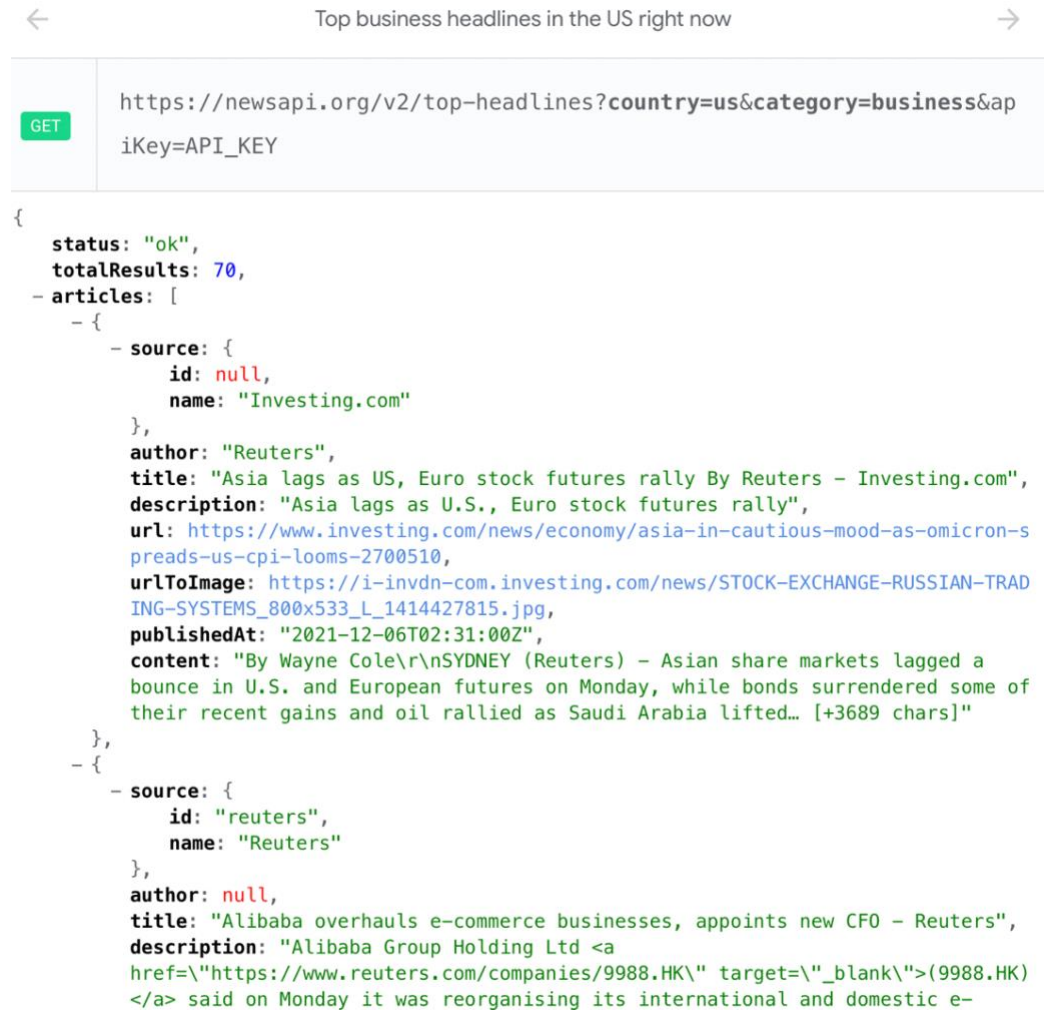 ← Top business headlines in the US right now →
GET
https://newsapi.org/v2/top-headlines?country=us&category=business&ap
iKey=API_KEY
{
status: "ok",
totalResults: 70,
– articles: [
– {
– source: {
id: null,
name: "Investing.com"
},
author: "Reuters",
title: "Asia lags as US, Euro stock futures rally By Reuters – Investing.com",
description: "Asia lags as U.S., Euro stock futures rally",
url: https://www.investing.com/news/economy/asia-in-cautious-mood-as-omicron-s
preads-us-cpi-looms-2700510,
urlToImage: https://i-invdn-com.investing.com/news/STOCK-EXCHANGE-RUSSIAN-TRAD
ING-SYSTEMS_800x533_L_1414427815.jpg,
publishedAt: "2021-12-06T02:31:00Z",
content: "By Wayne Cole\r\nSYDNEY (Reuters) – Asian share markets lagged a
bounce in U.S. and European futures on Monday, while bonds surrendered some of
their recent gains and oil rallied as Saudi Arabia lifted… [+3689 chars]"
},
– {
– source: {
id: "reuters",
name: "Reuters"
},
author: null,
title: "Alibaba overhauls e-commerce businesses, appoints new CFO – Reuters",
description: "Alibaba Group Holding Ltd <a
href=\"https://www.reuters.com/companies/9988.HK\" target=\"_blank\">(9988.HK)
</a> said on Monday it was reorganising its international and domestic e-